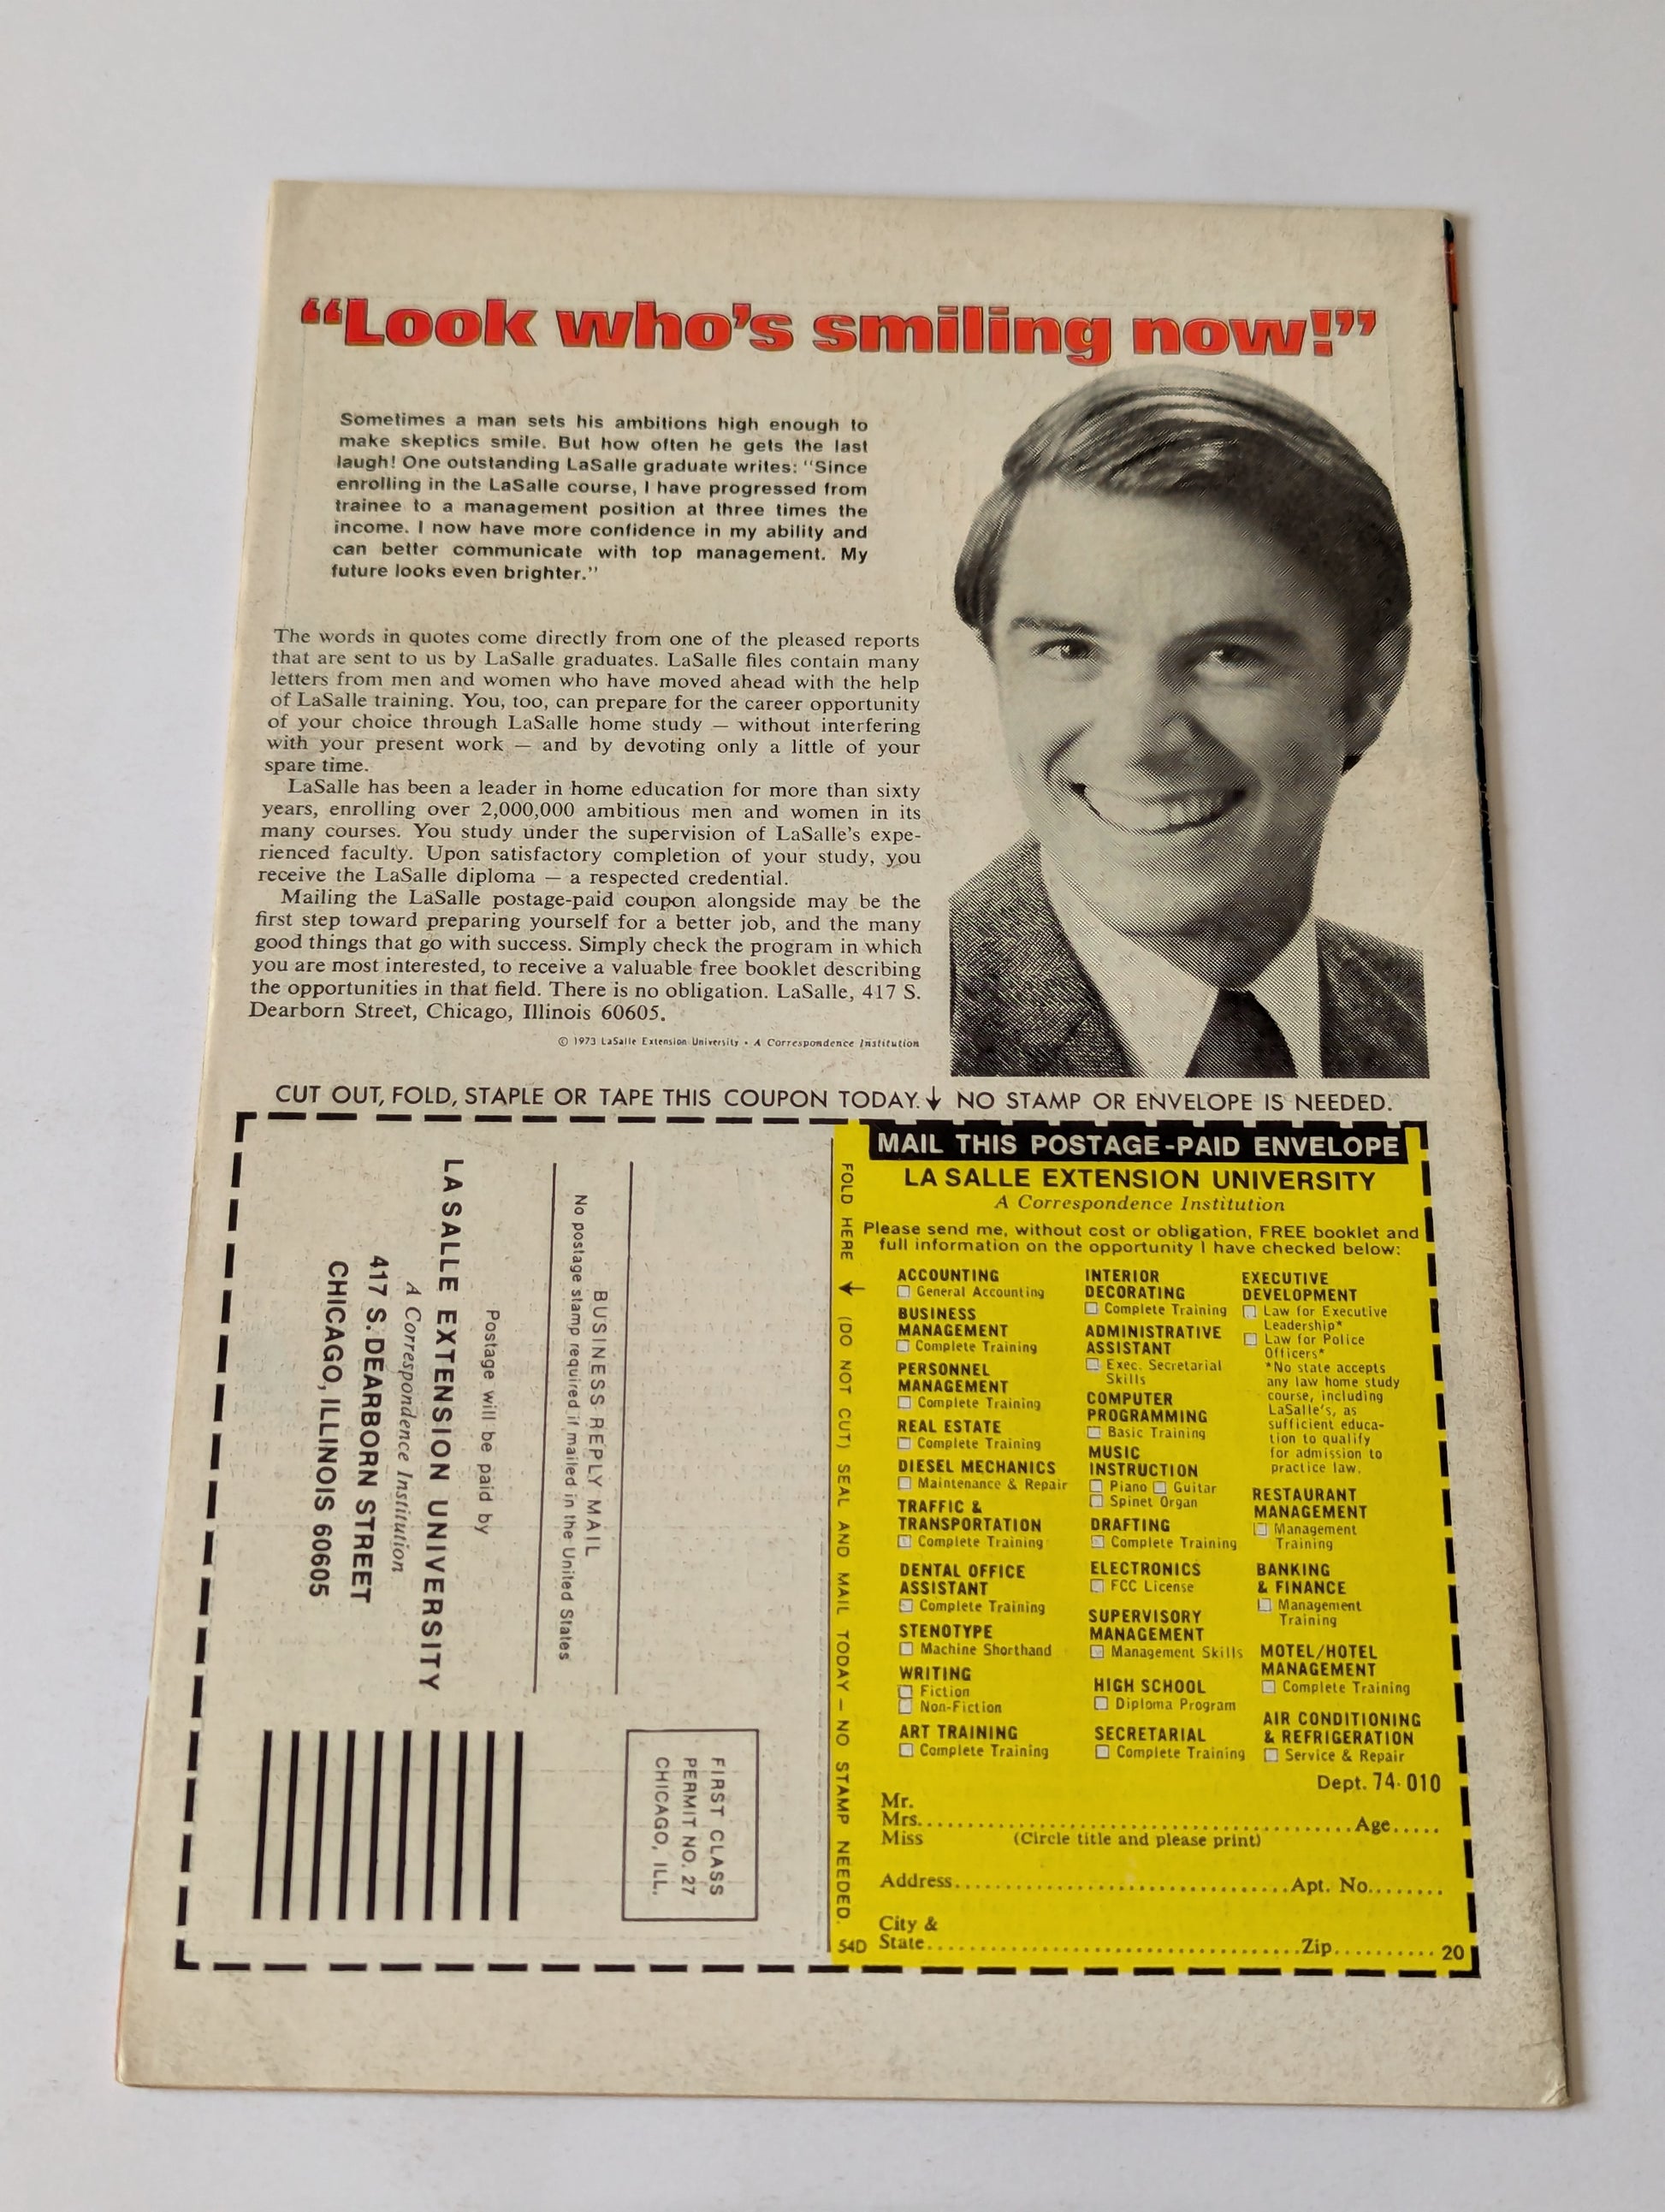 “Look who’s smiling now!”
Sometimes a man sets his ambitions high enough to
make skeptics smile. But how often he gets the last
laugh! One outstanding LaSalle graduate writes: “Since
enrolling in the LaSalle course, I have progressed from
trainee to a management position at three times the
income. I now have more confidence in my ability and
can better communicate with top management. My
future looks even brighter.”
The words in quotes come directly from one of the pleased reports
that are sent to us by LaSalle graduates. LaSalle files contain many
letters from men and women who have moved ahead with the help
of LaSalle training. You, too, can prepare for the career opportunity
of your choice through LaSalle home study — without interfering
with your present work — and by devoting only a little of your
spare time.
LaSalle has been a leader in home education for more than sixty
years, enrolling over 2,000,000 ambitious men and women in its
many courses. You study under the supervision of LaSalle's expe-
rienced faculty. Upon satisfactory completion of your study, you
receive the LaSalle diploma — a respected credential.
Mailing the LaSalle postage-paid coupon alongside may be the
first step toward preparing yourself for a better job, and the many
good things that go with success. Simply check the program in which
you are most interested, to receive a valuable free booklet describing
the opportunities in that field. There is no obligation. LaSalle, 417 S.
Dearborn Street, Chicago, Illinois 60605.
© 1973 LaSalle Extension University • A Correspondence Institution
CUT OUT, FOLD, STAPLE OR TAPE THIS COUPON TODAY. ↓ NO STAMP OR ENVELOPE IS NEEDED.
FIRST CLASS
PERMIT NO. 27
CHICAGO, ILL.
BUSINESS REPLY MAIL
No postage stamp required if mailed in the United States
Postage will be paid by
LASALLE EXTENSION UNIVERSITY
A Correspondence Institution
417 S. DEARBORN STREET
CHICAGO, ILLINOIS 60605
FOLD HERE ↓ (DO NOT CUT) SEAL AND MAIL TODAY — NO STAMP NEEDED.
54D
MAIL THIS POSTAGE-PAID ENVELOPE
LA SALLE EXTENSION UNIVERSITY
A Correspondence Institution
Please send me, without cost or obligation, FREE booklet and
full information on the opportunity I have checked below:
ACCOUNTING
☐ General Accounting
BUSINESS
MANAGEMENT
☐ Complete Training
PERSONNEL
MANAGEMENT
☐ Complete Training
REAL ESTATE
☐ Complete Training
DIESEL MECHANICS
☐ Maintenance & Repair
TRAFFIC &
TRANSPORTATION
☐ Complete Training
DENTAL OFFICE
ASSISTANT
☐ Complete Training
STENOTYPE
☐ Machine Shorthand
WRITING
☐ Fiction
☐ Non-Fiction
ART TRAINING
☐ Complete Training
INTERIOR
DECORATING
☐ Complete Training
ADMINISTRATIVE
ASSISTANT
☐ Exec. Secretarial
Skills
COMPUTER
PROGRAMMING
☐ Basic Training
MUSIC
INSTRUCTION
☐ Piano ☐ Guitar
☐ Spinet Organ
DRAFTING
☐ Complete Training
ELECTRONICS
☐ FCC License
SUPERVISORY
MANAGEMENT
☐ Management Skills
HIGH SCHOOL
☐ Diploma Program
SECRETARIAL
☐ Complete Training
EXECUTIVE
DEVELOPMENT
☐ Law for Executive
Leadership*
☐ Law for Police
Officers*
*No state accepts
any law home study
course, including
LaSalle's, as
sufficient educa-
tion to qualify
for admission to
practice law.
RESTAURANT
MANAGEMENT
☐ Management
Training
BANKING
& FINANCE
☐ Management
Training
MOTEL/HOTEL
MANAGEMENT
☐ Complete Training
AIR CONDITIONING
& REFRIGERATION
☐ Service & Repair
Dept. 74-010
Mr.
Mrs. Age
Miss (Circle title and please print)
Address Apt. No.
City &
State Zip 20